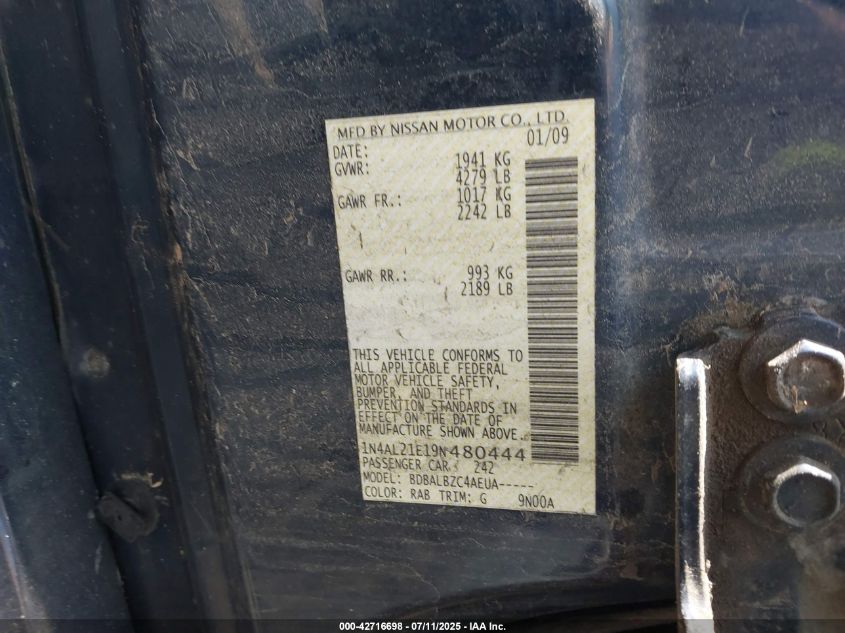 MFD BY NISSAN MOTOR CO., LTD.
DATE: 01/09
GVWR: 1941 KG
4279 LB
GAWR FR.: 1017 KG
2242 LB
GAWR RR.: 993 KG
2189 LB
THIS VEHICLE CONFORMS TO
ALL APPLICABLE FEDERAL
MOTOR VEHICLE SAFETY,
BUMPER, AND THEFT
PREVENTION STANDARDS IN
EFFECT ON THE DATE OF
MANUFACTURE SHOWN ABOVE.
1N4AL21E19N480444
PASSENGER CAR 242
MODEL: BDBALBZC4AEUA-----
COLOR: RAB TRIM: G 9N00A
000-42716698 - 07/11/2025 - IAA Inc.